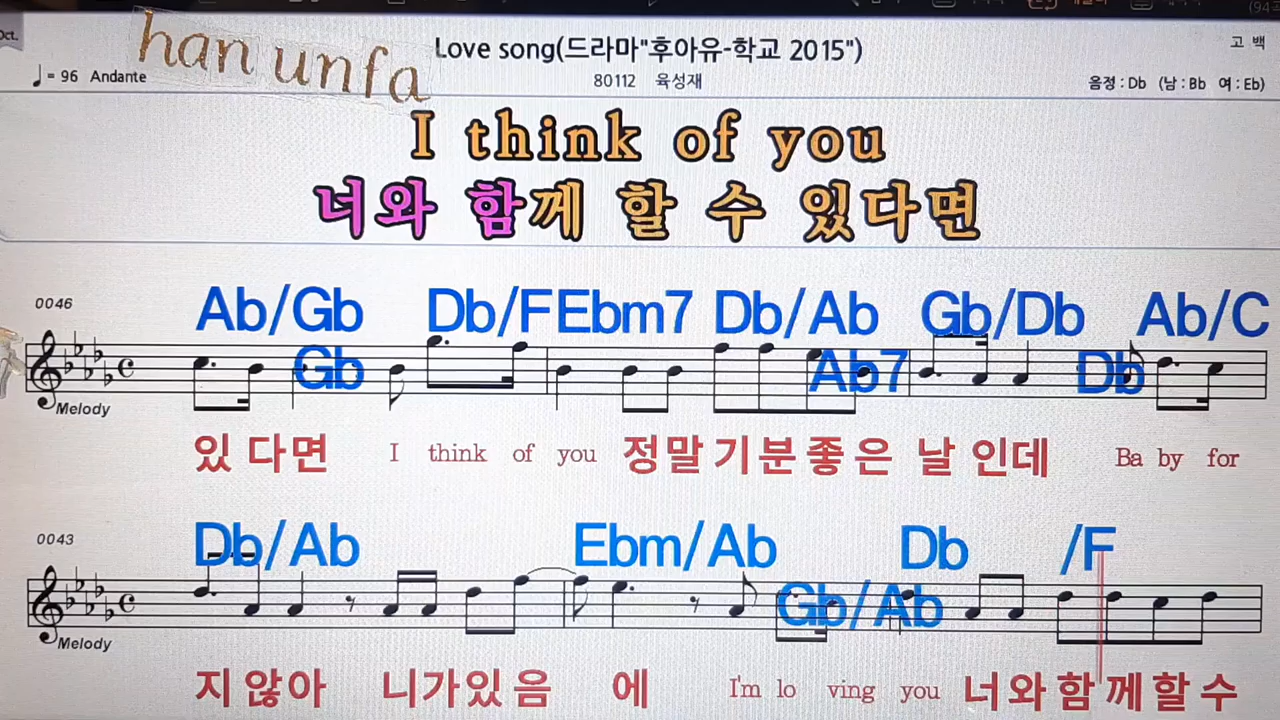 Oct.
han unfa
Love song(드라마"후아유-학교 2015")
고 백
♩= 96 Andante
80112 육성재
음정 : Db (남 : Bb 여 : Eb)
I think of you
너와 함께 할 수 있다면
0046
Ab/Gb Db/F Ebm7 Db/Ab Gb/Db Ab/C
Gb Ab7 Db
Melody
있 다면 I think of you 정말기분좋은 날 인데 Ba by for
0043
Db/Ab Ebm/Ab Db /F
Gb/Ab
Melody
지 않아 니가있 음 에 I'm lo ving you 너와함께할수